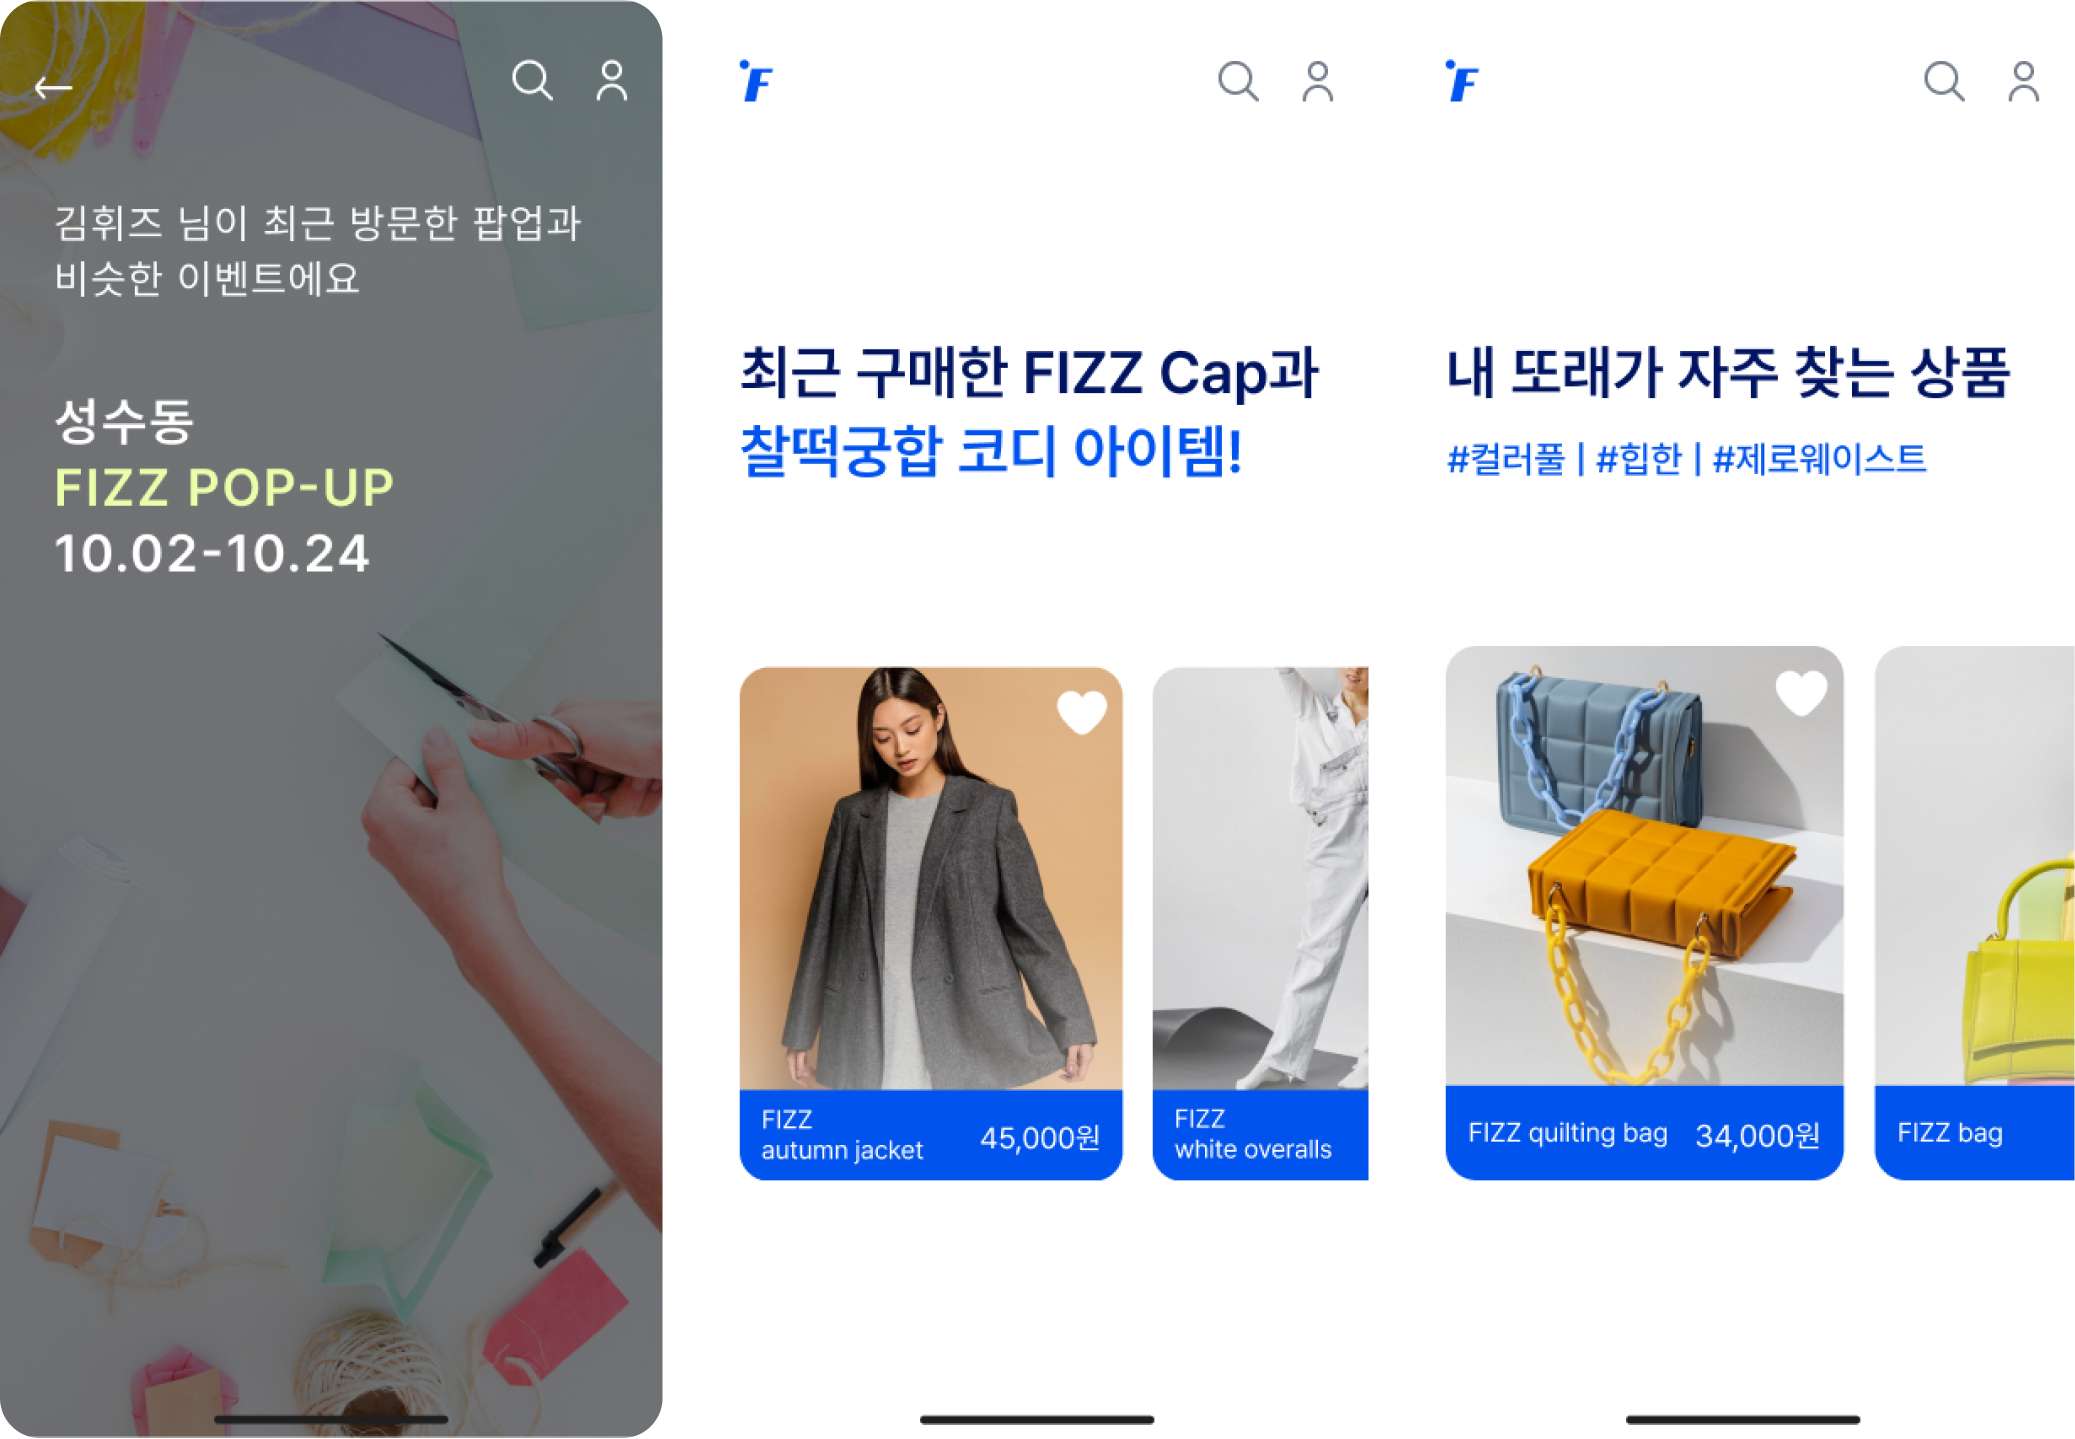 김휘즈 님이 최근 방문한 팝업과
비슷한 이벤트에요
성수동
FIZZ POP-UP
10.02-10.24
F
최근 구매한 FIZZ Cap과
찰떡궁합 코디 아이템!
FIZZ
autumn jacket
45,000원
FIZZ
white overalls
F
내 또래가 자주 찾는 상품
#컬러풀 | #힙한 | #제로웨이스트
FIZZ quilting bag
34,000원
FIZZ bag